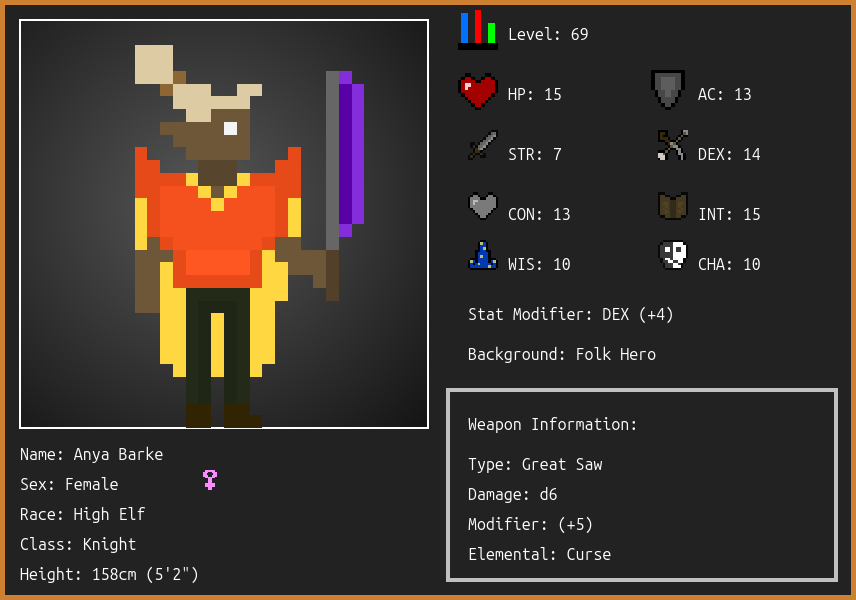 Level: 69
HP: 15
AC: 13
STR: 7
DEX: 14
CON: 13
INT: 15
WIS: 10
CHA: 10
Stat Modifier: DEX (+4)
Background: Folk Hero
Weapon Information:
Type: Great Saw
Damage: d6
Modifier: (+5)
Elemental: Curse
Name: Anya Barke
Sex: Female
Race: High Elf
Class: Knight
Height: 158cm (5'2")